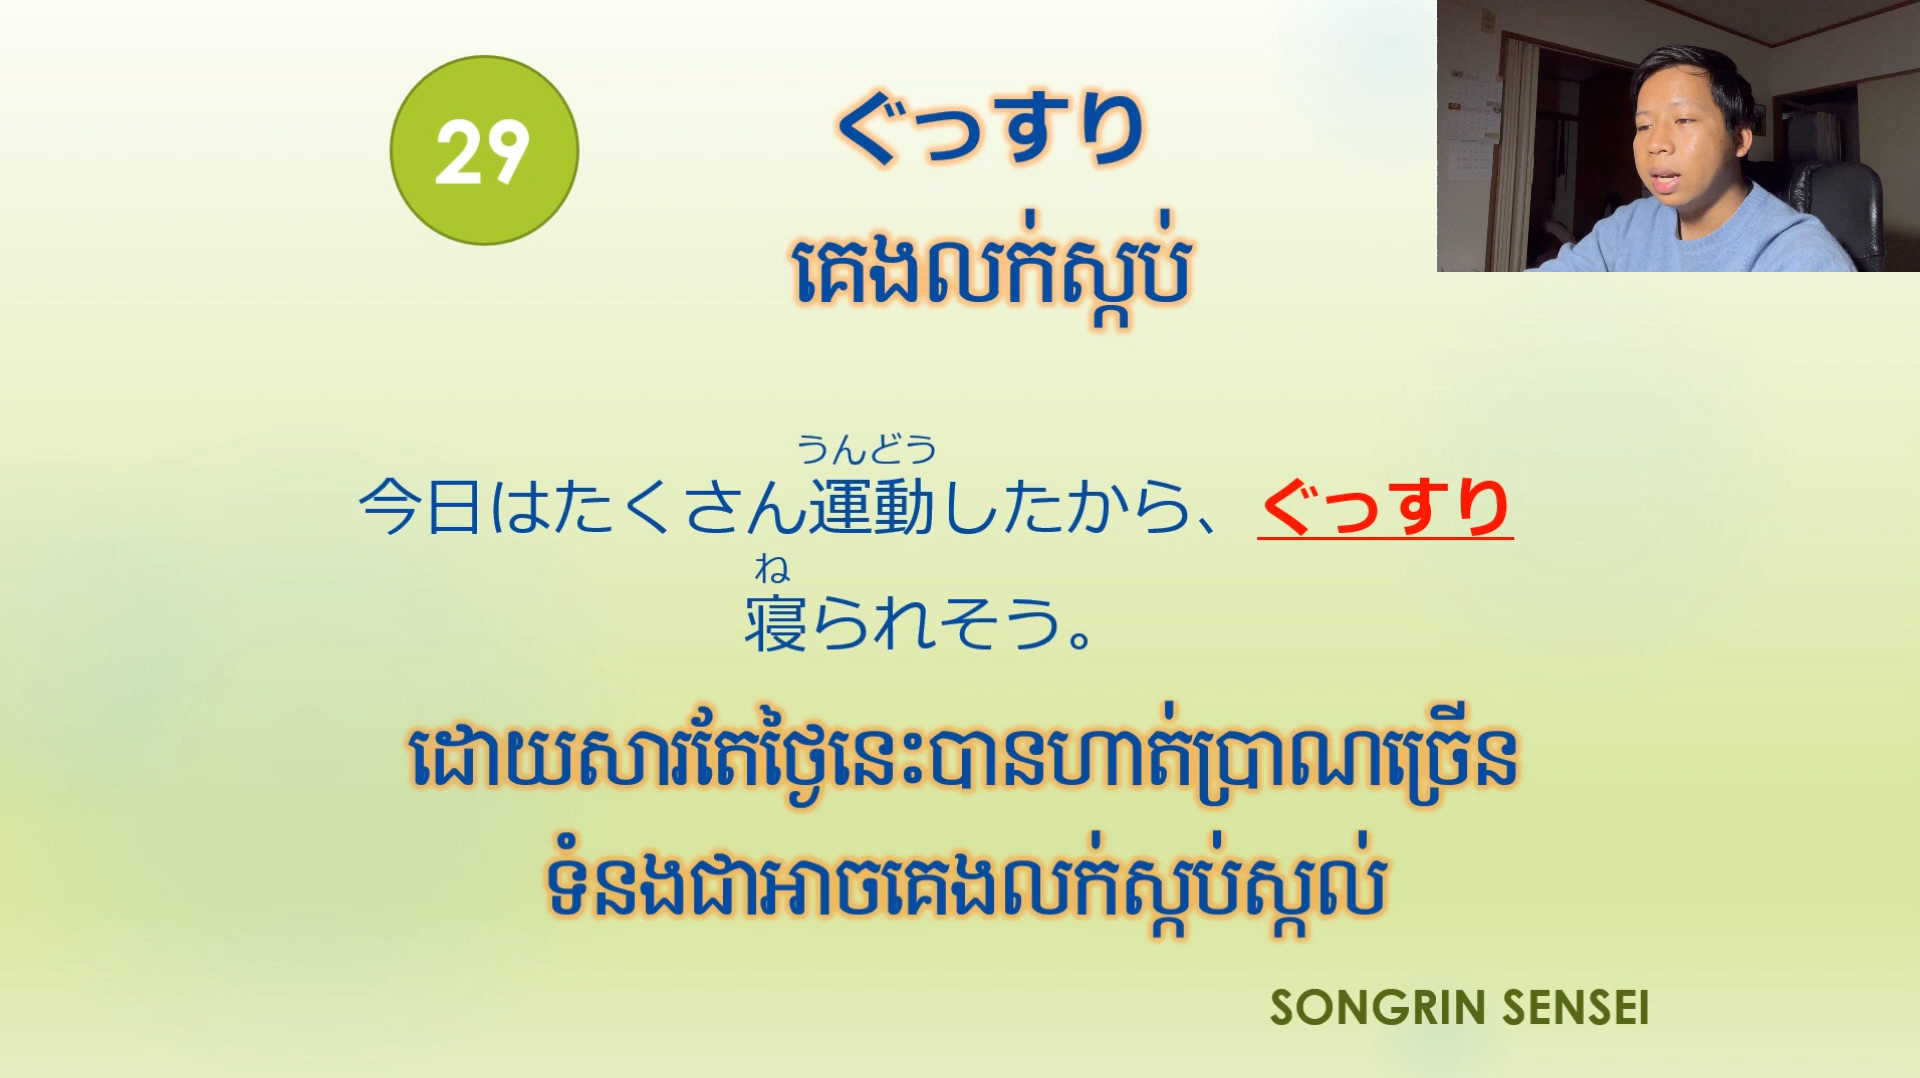 29
ぐっすり
គេងលក់ស្កប់
うんどう
今日はたくさん運動したから、ぐっすり
ね
寝られそう。
ដោយសារតែថ្ងៃនេះបានហាត់ប្រាណច្រើន
ទំនងជាអាចគេងលក់ស្កប់ស្កល់
SONGRIN SENSEI